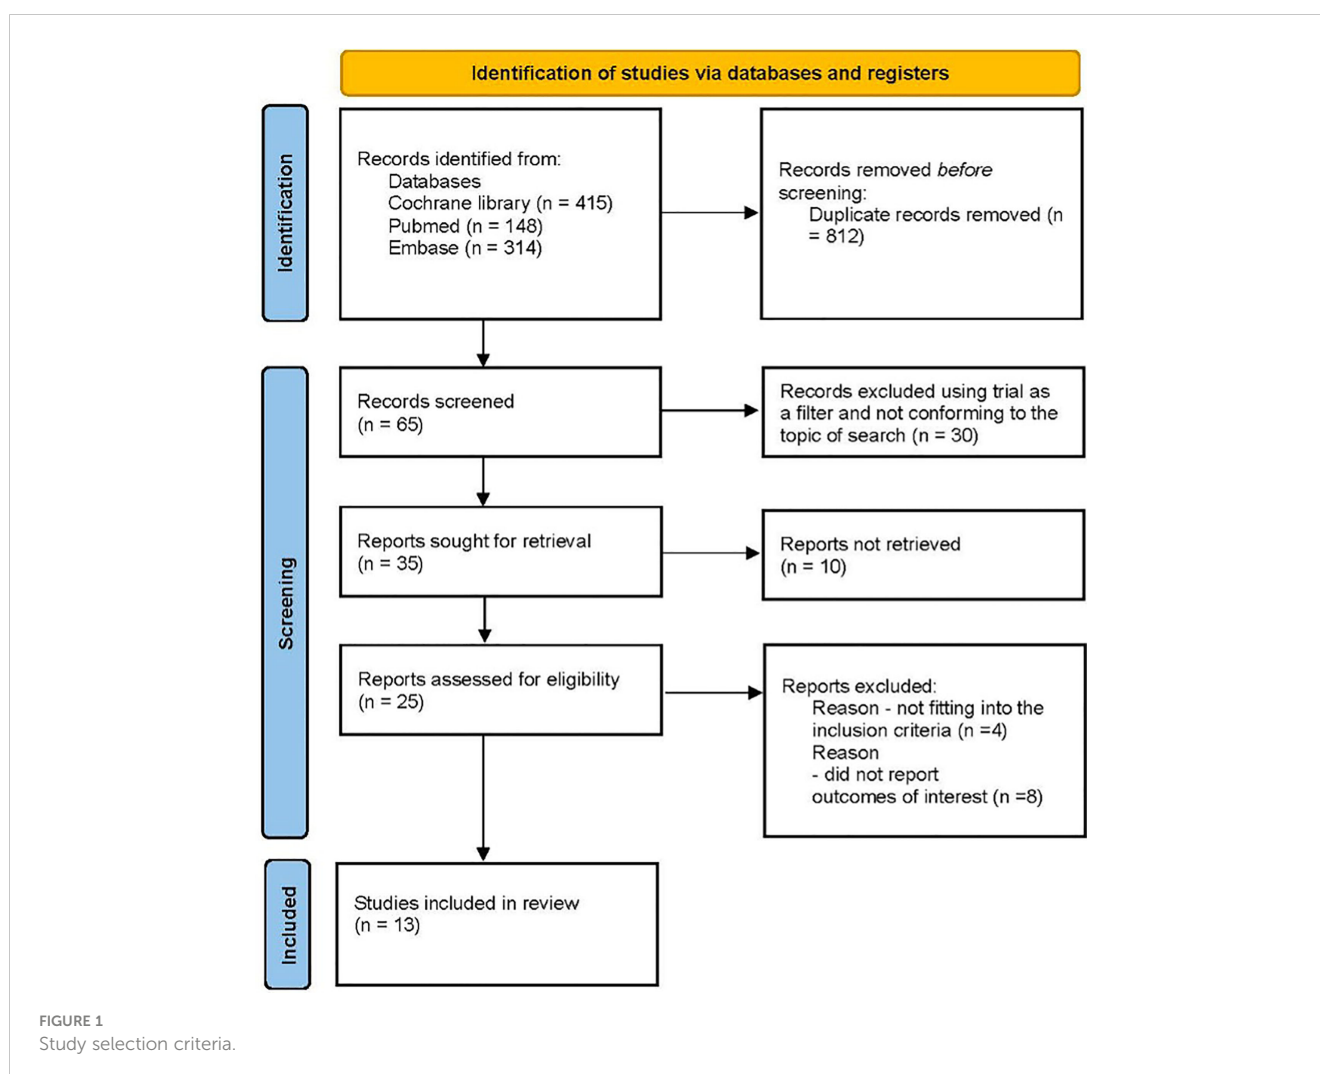 Identification of studies via databases and registers
Identification
Records identified from:
Databases
Cochrane library (n = 415)
Pubmed (n = 148)
Embase (n = 314)
Records removed before
screening:
Duplicate records removed (n
= 812)
Screening
Records screened
(n = 65)
Records excluded using trial as
a filter and not conforming to the
topic of search (n = 30)
Reports sought for retrieval
(n = 35)
Reports not retrieved
(n = 10)
Reports assessed for eligibility
(n = 25)
Reports excluded:
Reason - not fitting into the
inclusion criteria (n =4)
Reason
- did not report
outcomes of interest (n =8)
Included
Studies included in review
(n = 13)
FIGURE 1
Study selection criteria.